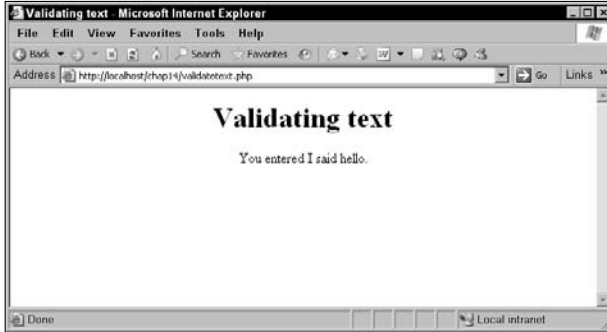 Validating text - Microsoft Internet Explorer
File Edit View Favorites Tools Help
Back Search Favorites
Address http://localhost/chap14/validatetext.php Go Links »
Validating text
You entered I said hello.
Done Local intranet